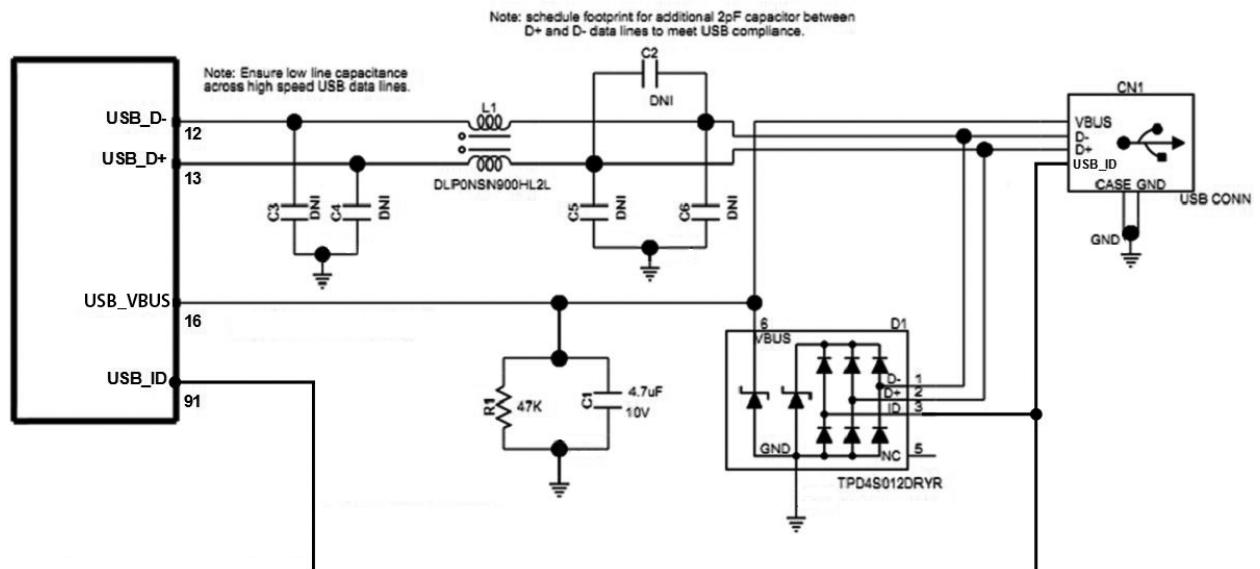 Note: schedule footprint for additional 2pF capacitor between
D+ and D- data lines to meet USB compliance.
C2
DNI
Note: Ensure low line capacitance
across high speed USB data lines.
L1
CN1
USB_D-
12
VBUS
D-
D+
USB_ID
USB_D+
13
DLP0NSN900HL2L
CASE GND
USB CONN
C3
DNI
C4
DNI
C5
DNI
C6
DNI
GND
USB_VBUS
16
6
D1
VBUS
USB_ID
91
R1
47K
C1
4.7uF
10V
D- 1
D+ 2
ID 3
GND
NC 5
TPD4S012DRYR